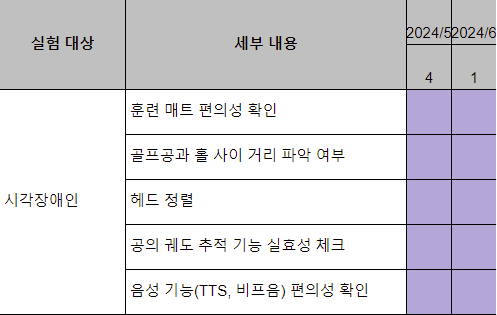 실험 대상 세부 내용 2024/5 2024/6
4 1
훈련 매트 편의성 확인
골프공과 홀 사이 거리 파악 여부
시각장애인 헤드 정렬
공의 궤도 추적 기능 실효성 체크
음성 기능(TTS, 비프음) 편의성 확인